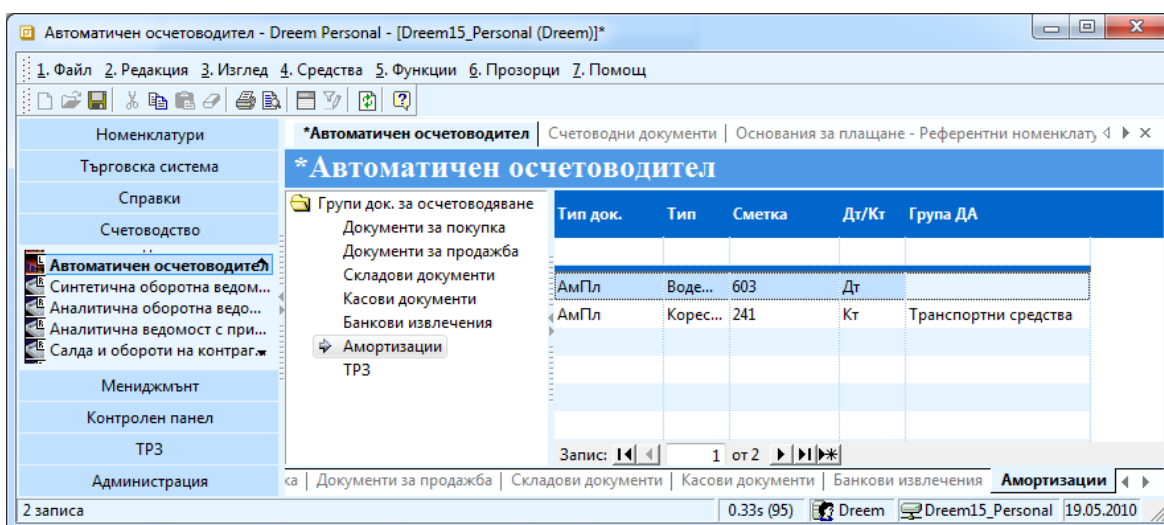 Автоматичен осчетоводител - Dreem Personal - [Dreem15_Personal (Dreem)]*
1. Файл 2. Редакция 3. Изглед 4. Средства 5. Функции 6. Прозорци 7. Помощ
Номенклатури
Търговска система
Справки
Счетоводство
Автоматичен осчетоводител
Синтетична оборотна ведом...
Аналитична оборотна ведо...
Аналитична ведомост с при...
Салда и обороти на контраг.
Мениджмънт
Контролен панел
ТРЗ
Администрация
*Автоматичен осчетоводител Счетоводни документи Основания за плащане - Референтни номенклату
*Автоматичен осчетоводител
Групи док. за осчетоводяване
Документи за покупка
Документи за продажба
Складови документи
Касови документи
Банкови извлечения
Амортизации
ТРЗ
Тип док. Тип Сметка Дт/Кт Група ДА
АмПл Воде... 603 Дт
АмПл Корес... 241 Кт Транспортни средства
Запис: 1 от 2
ка Документи за продажба Складови документи Касови документи Банкови извлечения Амортизации
2 записа 0.33s (95) Dreem Dreem15_Personal 19.05.2010